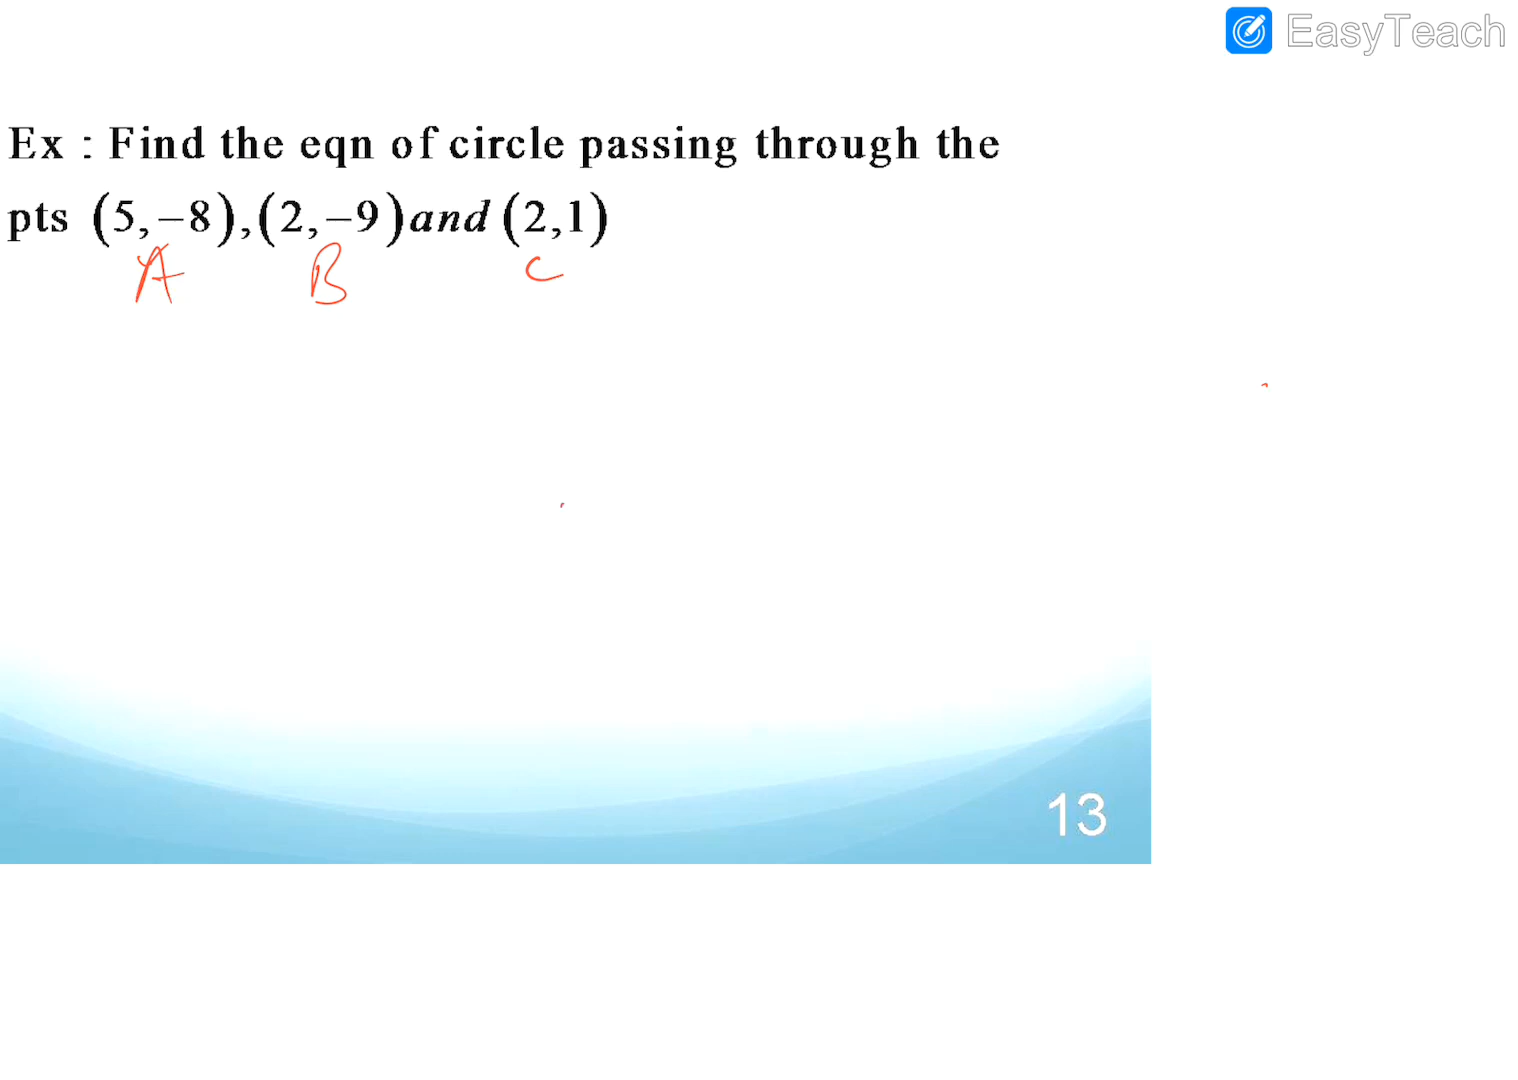 EasyTeach
Ex : Find the eqn of circle passing through the
pts (5,−8),(2,−9)and (2,1)
A B C
13